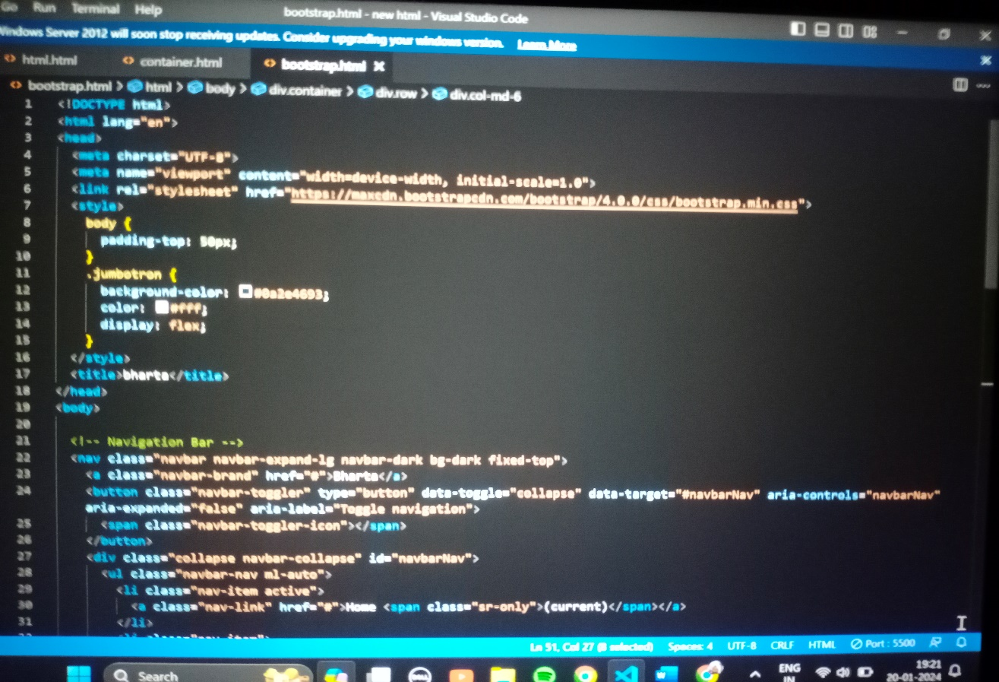 Go Run Terminal Help bootstrap.html - new html - Visual Studio Code
Windows Server 2012 will soon stop receiving updates. Consider upgrading your windows version. Learn More
html.html container.html bootstrap.html
bootstrap.html > html > body > div.container > div.row > div.col-md-6
1 <!DOCTYPE html>
2 <html lang="en">
3 <head>
4 <meta charset="UTF-8">
5 <meta name="viewport" content="width=device-width, initial-scale=1.0">
6 <link rel="stylesheet" href="https://maxcdn.bootstrapcdn.com/bootstrap/4.0.0/css/bootstrap.min.css">
7 <style>
8 body {
9 padding-top: 50px;
10 }
11 .jumbotron {
12 background-color: #0a2e4693;
13 color: #fff;
14 display: flex;
15 }
16 </style>
17 <title>bharta</title>
18 </head>
19 <body>
20
21 <!-- Navigation Bar -->
22 <nav class="navbar navbar-expand-lg navbar-dark bg-dark fixed-top">
23 <a class="navbar-brand" href="#">Bharta</a>
24 <button class="navbar-toggler" type="button" data-toggle="collapse" data-target="#navbarNav" aria-controls="navbarNav"
aria-expanded="false" aria-label="Toggle navigation">
25 <span class="navbar-toggler-icon"></span>
26 </button>
27 <div class="collapse navbar-collapse" id="navbarNav">
28 <ul class="navbar-nav ml-auto">
29 <li class="nav-item active">
30 <a class="nav-link" href="#">Home <span class="sr-only">(current)</span></a>
31 </li>
Ln 51, Col 27 (8 selected) Spaces: 4 UTF-8 CRLF HTML Port : 5500
Search DELL W ENG 19:21
IN 20-01-2024